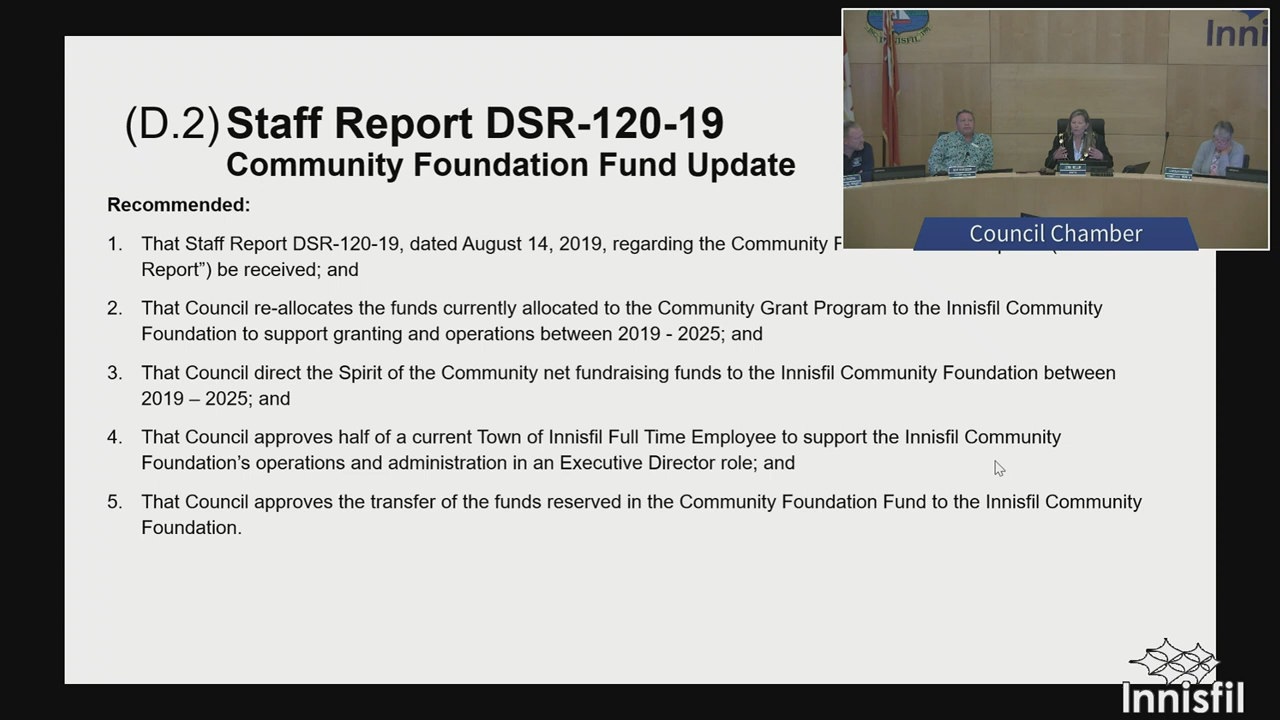 (D.2) Staff Report DSR-120-19
Community Foundation Fund Update
Recommended:
1. That Staff Report DSR-120-19, dated August 14, 2019, regarding the Community
Report”) be received; and
2. That Council re-allocates the funds currently allocated to the Community Grant Program to the Innisfil Community
Foundation to support granting and operations between 2019 - 2025; and
3. That Council direct the Spirit of the Community net fundraising funds to the Innisfil Community Foundation between
2019 – 2025; and
4. That Council approves half of a current Town of Innisfil Full Time Employee to support the Innisfil Community
Foundation’s operations and administration in an Executive Director role; and
5. That Council approves the transfer of the funds reserved in the Community Foundation Fund to the Innisfil Community
Foundation.
INNISFIL
Inni
Council Chamber
Innisfil